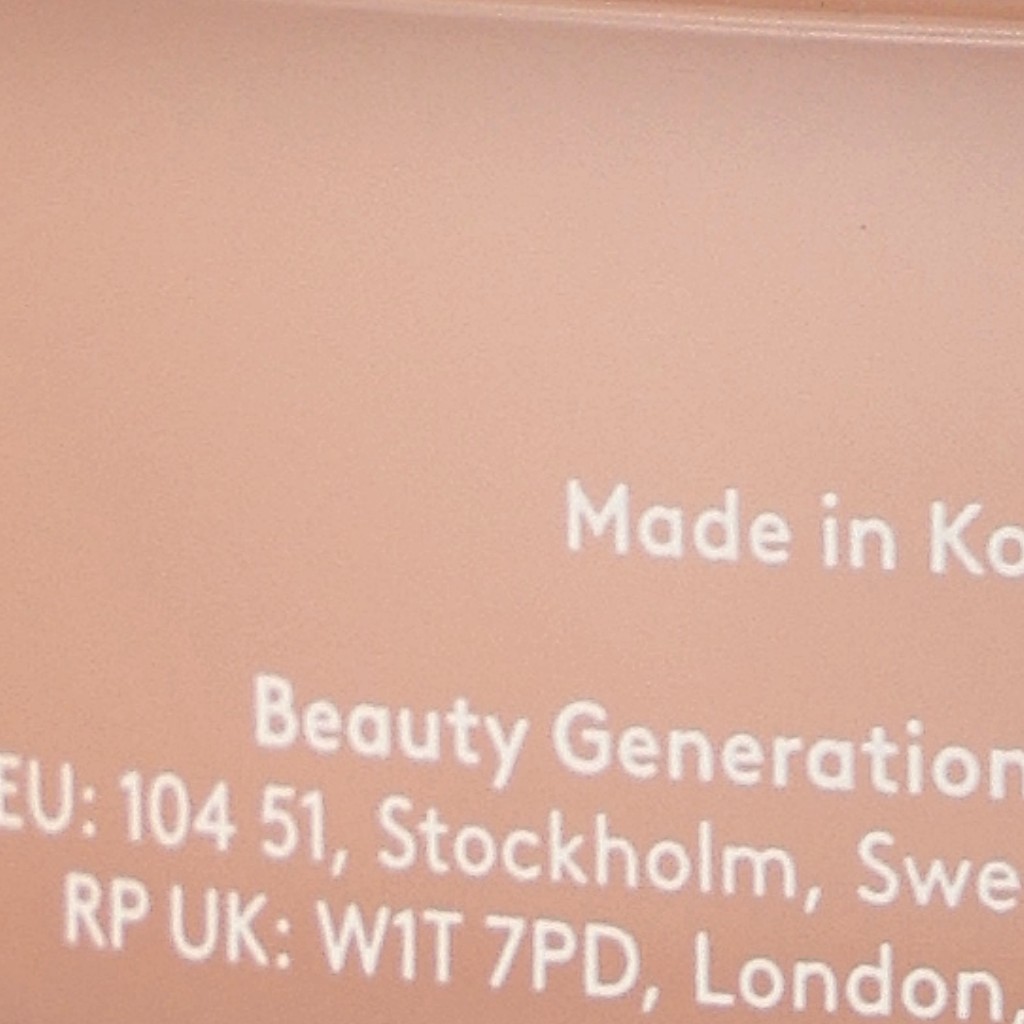 Made in Ko
Beauty Generation
EU: 104 51, Stockholm, Swe
RP UK: W1T 7PD, London,